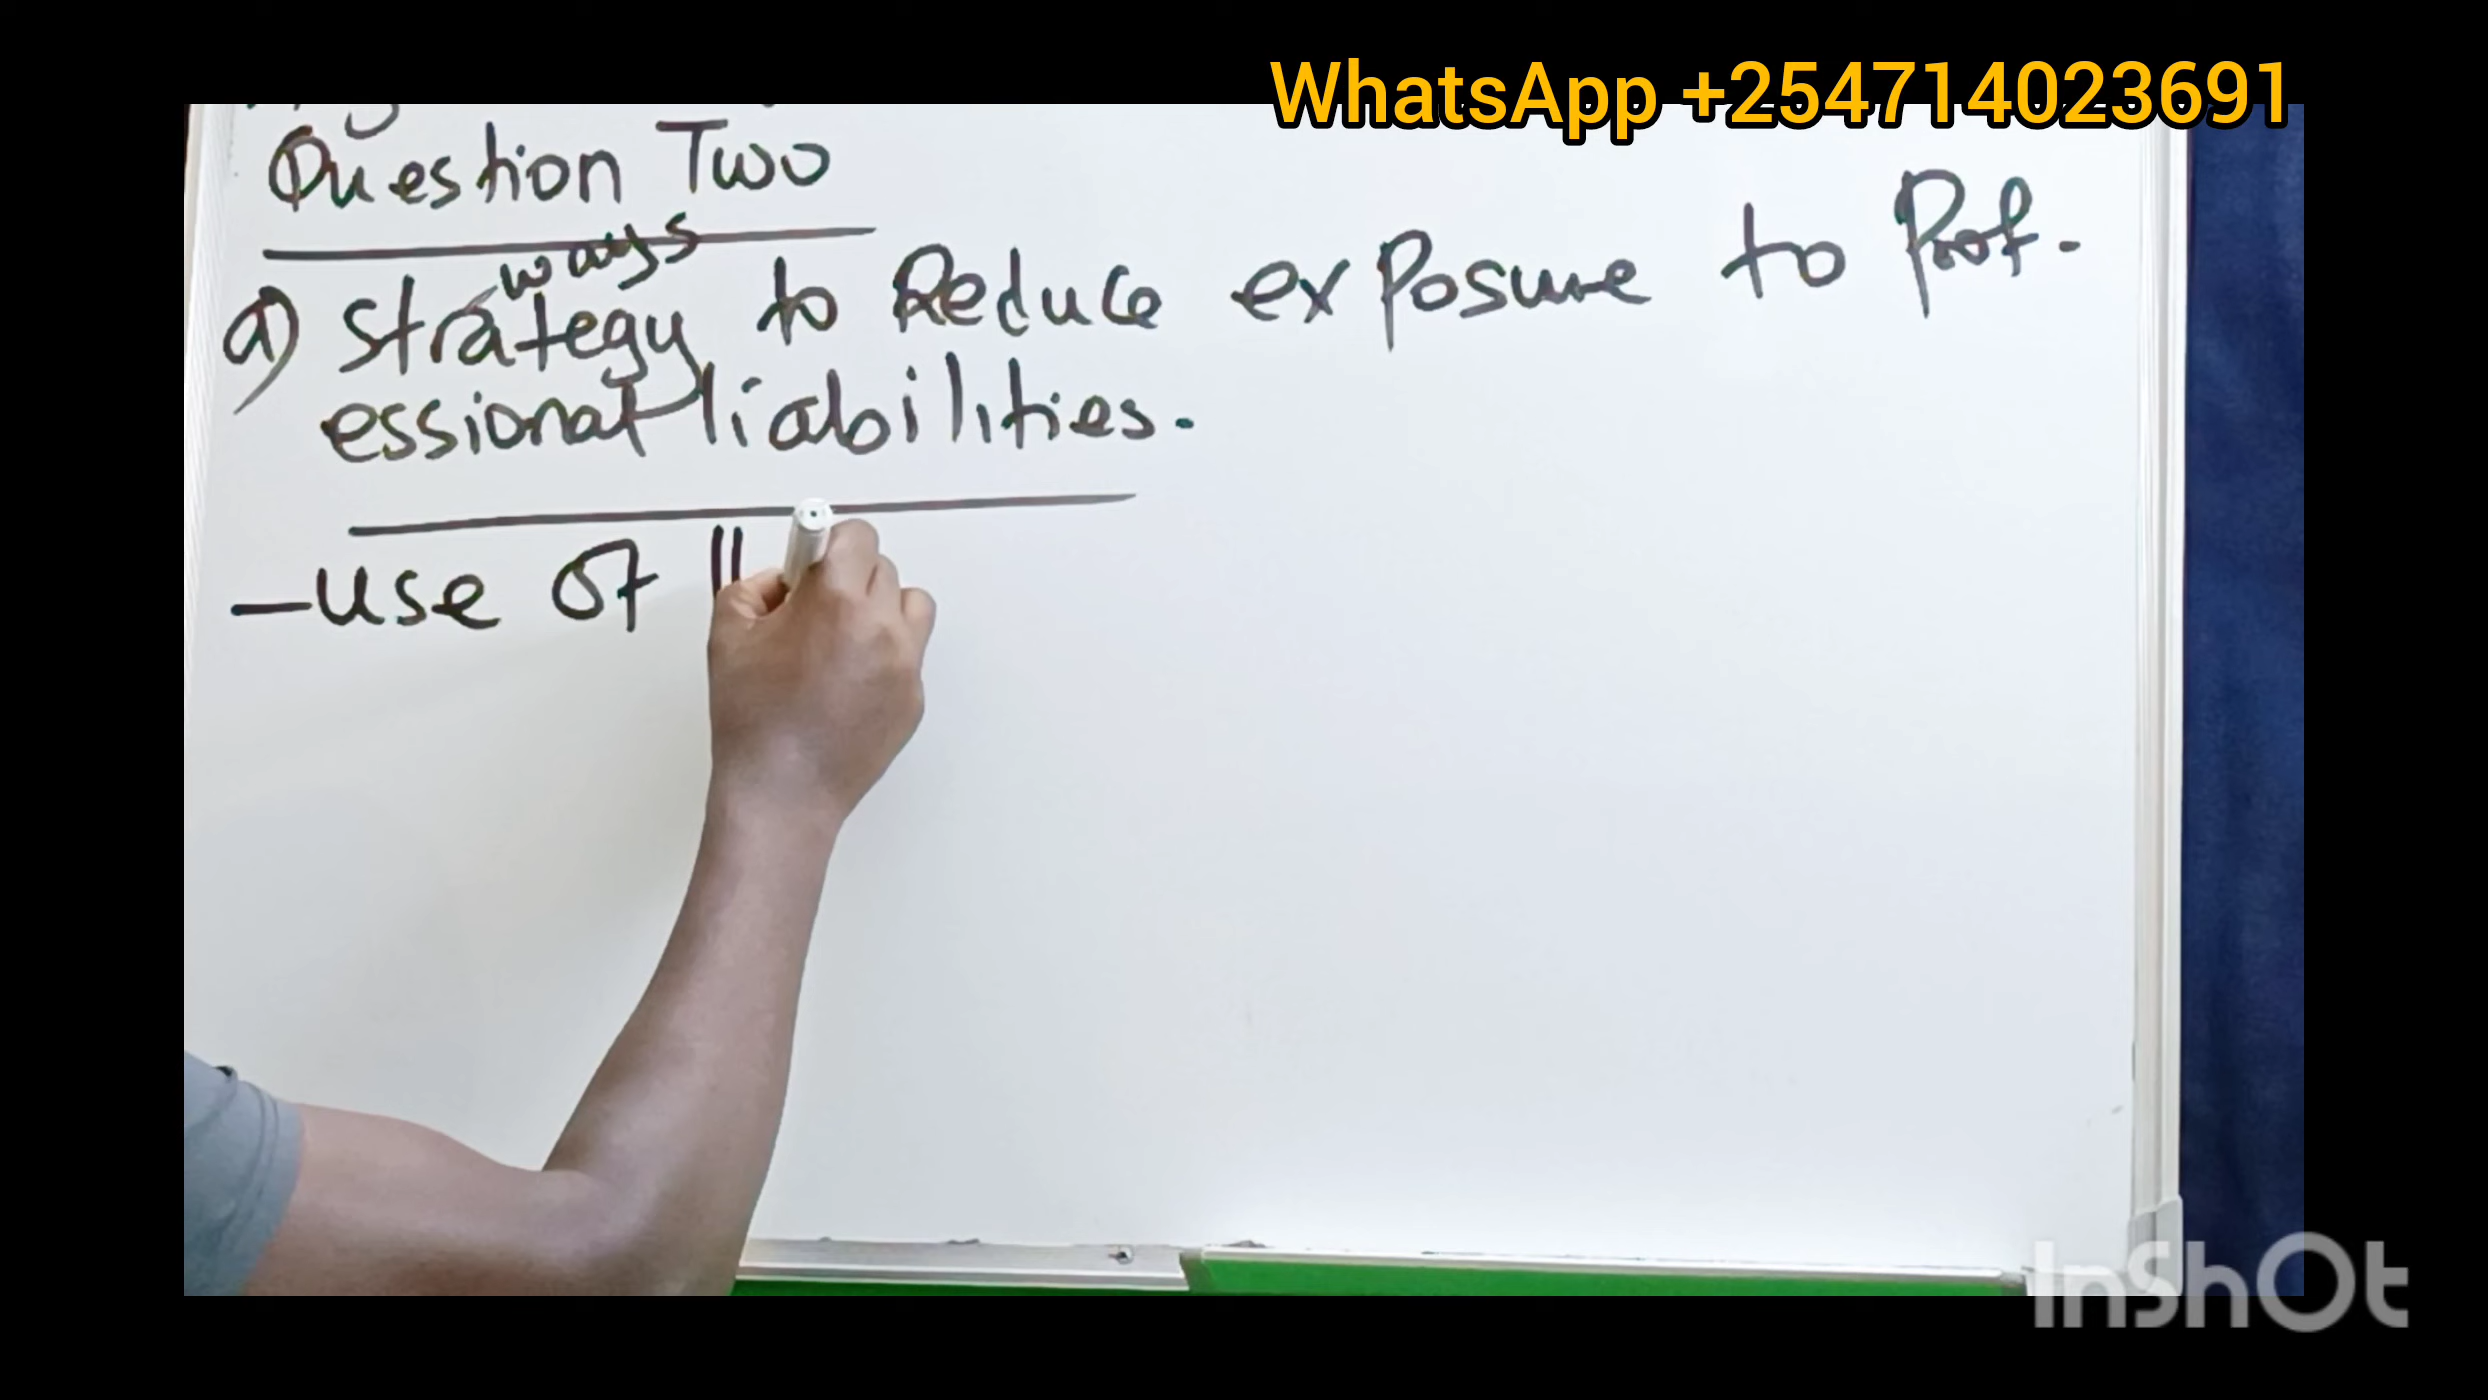 WhatsApp +254714023691
Question Two
ways
a) Strategy to Reduce exposure to Prof.
essional liabilities.
- use of
InShOt